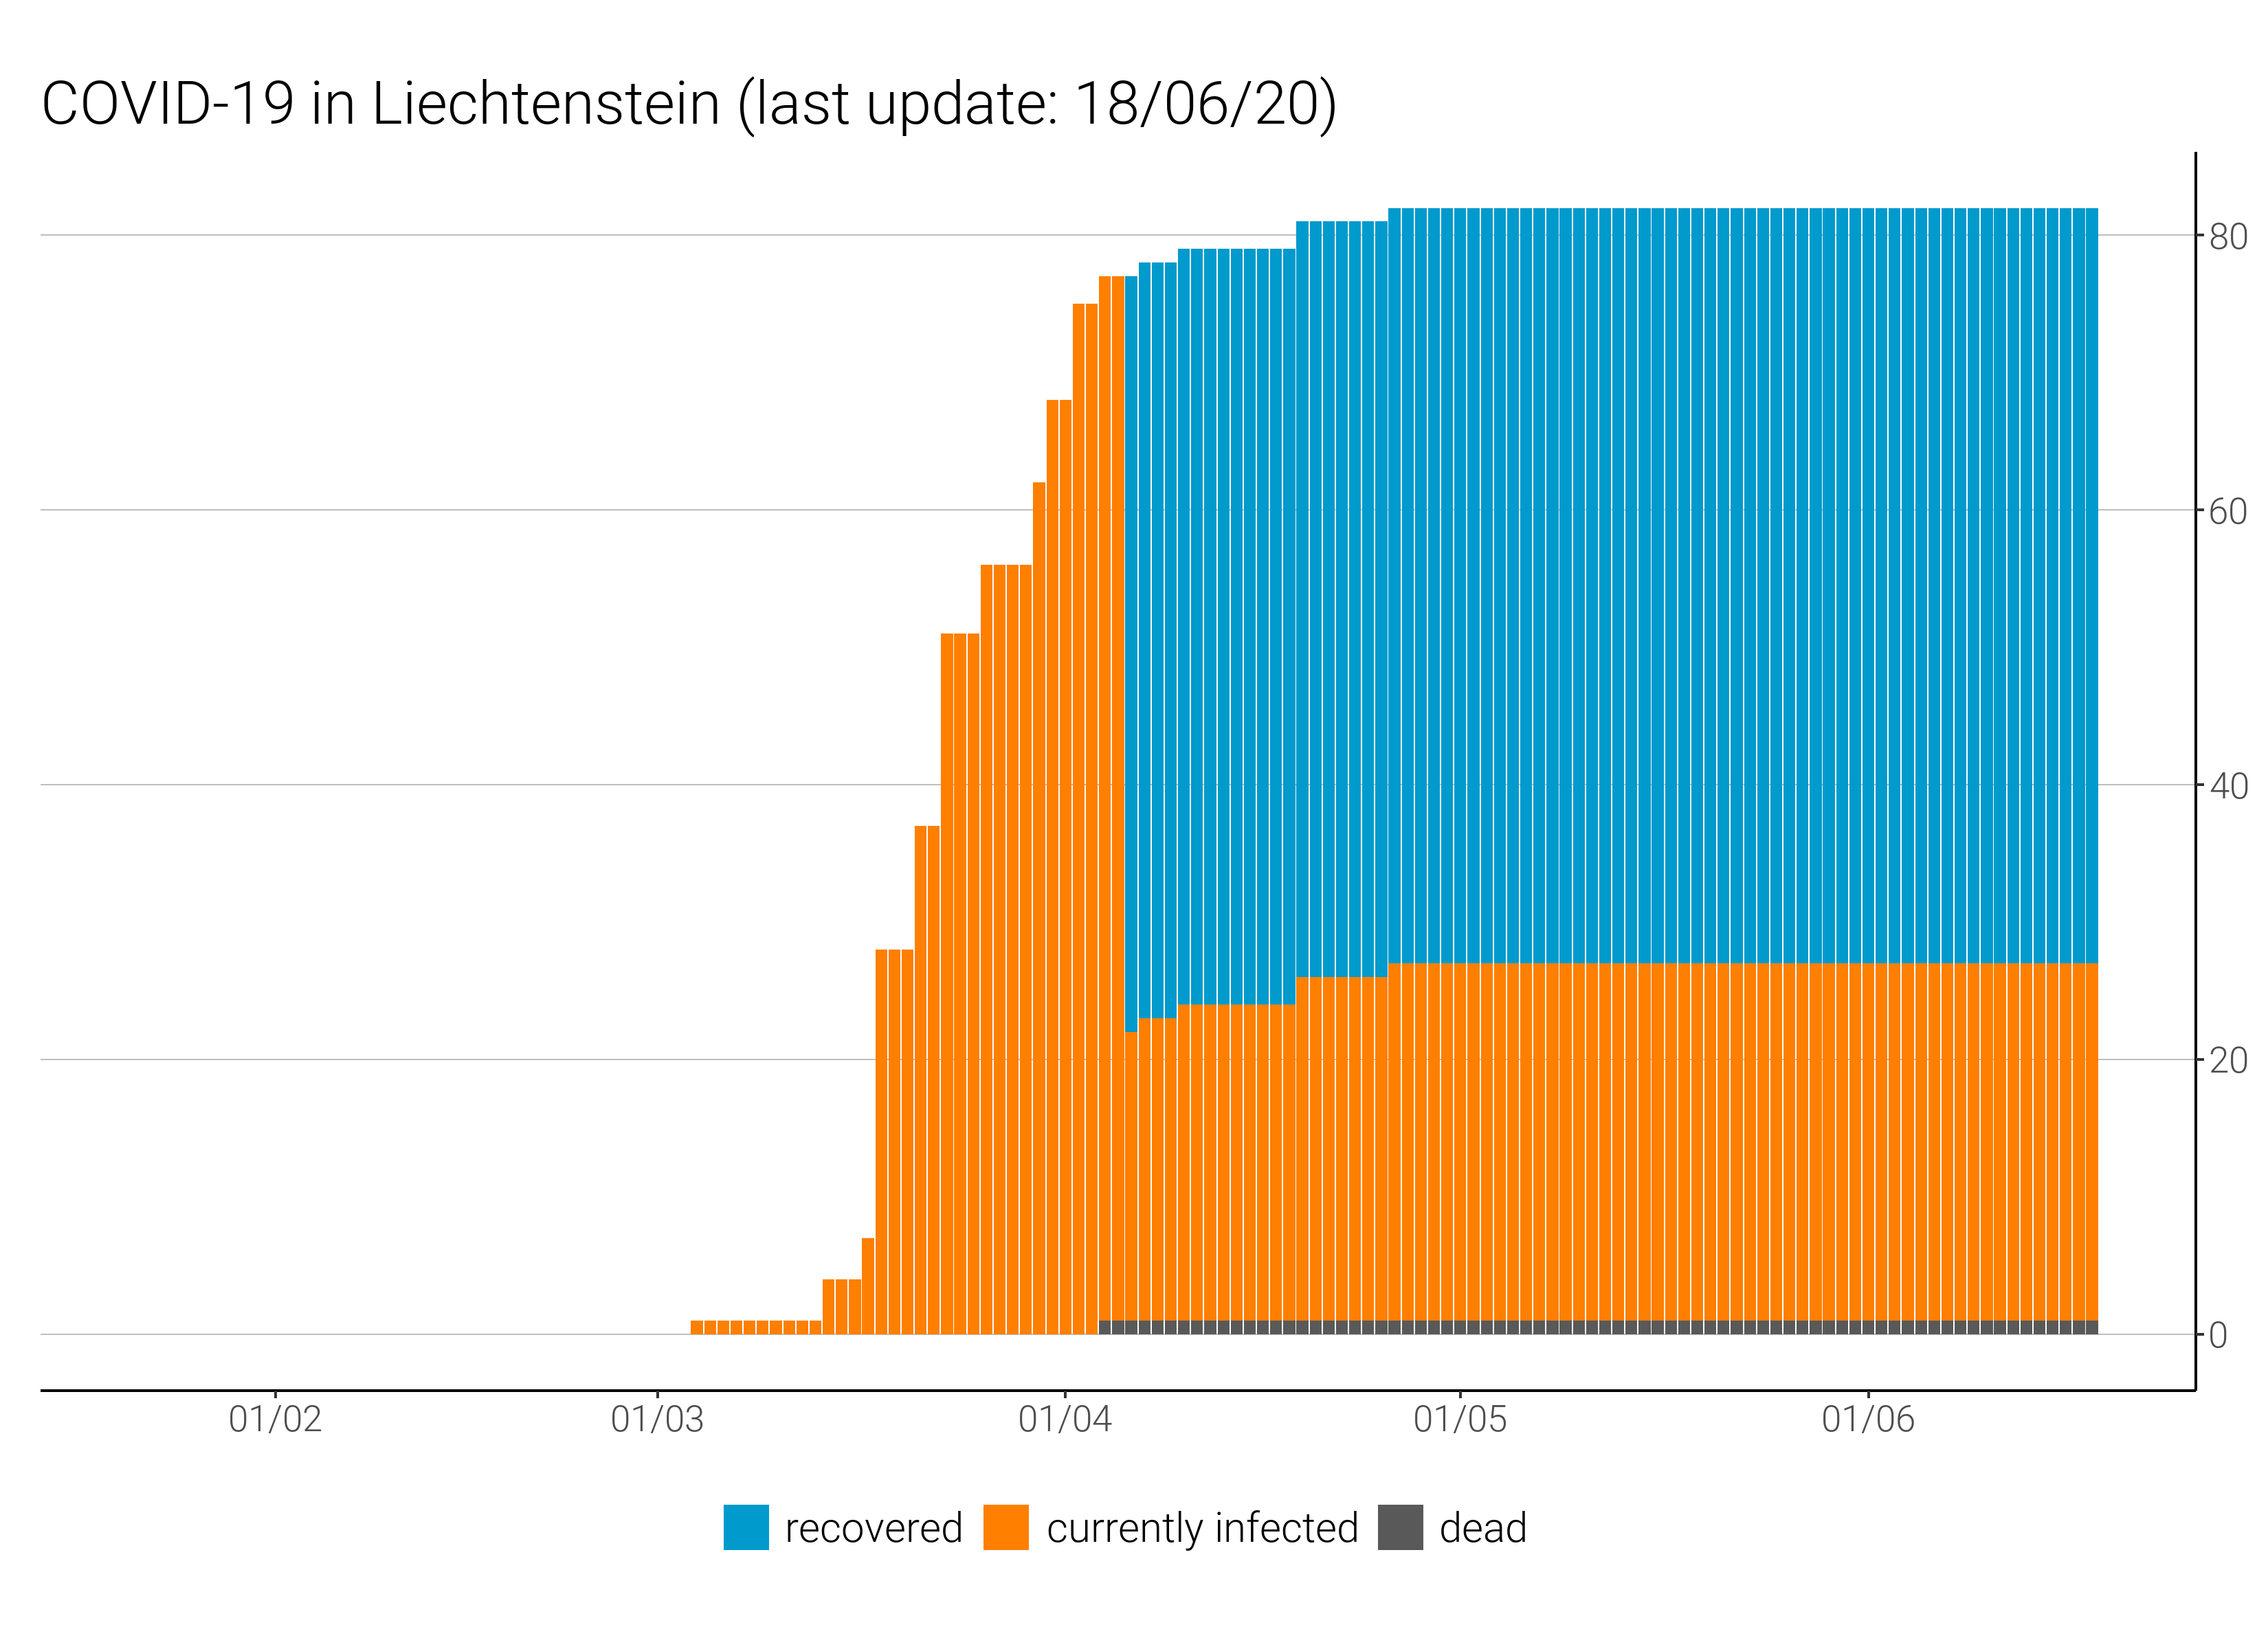 COVID-19 in Liechtenstein (last update: 18/06/20)
80
60
40
20
0
01/02 01/03 01/04 01/05 01/06
recovered currently infected dead